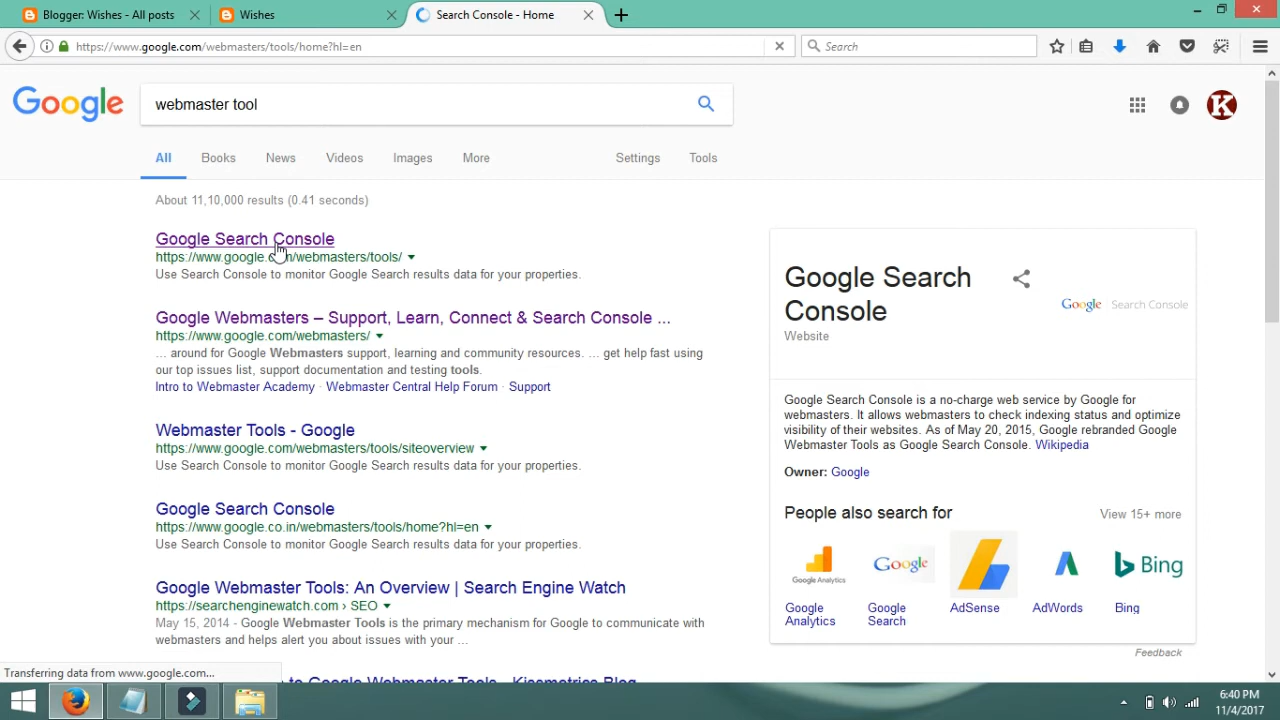 Blogger: Wishes - All posts
Wishes
Search Console - Home
https://www.google.com/webmasters/tools/home?hl=en
Search
Google
webmaster tool
K
All
Books
News
Videos
Images
More
Settings
Tools
About 11,10,000 results (0.41 seconds)
Google Search Console
https://www.google.com/webmasters/tools/
Use Search Console to monitor Google Search results data for your properties.
Google Webmasters – Support, Learn, Connect & Search Console ...
https://www.google.com/webmasters/
... around for Google Webmasters support, learning and community resources. ... get help fast using
our top issues list, support documentation and testing tools.
Intro to Webmaster Academy · Webmaster Central Help Forum · Support
Webmaster Tools - Google
https://www.google.com/webmasters/tools/siteoverview
Use Search Console to monitor Google Search results data for your properties.
Google Search Console
https://www.google.co.in/webmasters/tools/home?hl=en
Use Search Console to monitor Google Search results data for your properties.
Google Webmaster Tools: An Overview | Search Engine Watch
https://searchenginewatch.com › SEO
May 15, 2014 - Google Webmaster Tools is the primary mechanism for Google to communicate with
webmasters and helps alert you about issues with your ...
to Google Webmaster Tools - Kissmetrics Blog
Google Search
Console
Website
Google Search Console
Google Search Console is a no-charge web service by Google for
webmasters. It allows webmasters to check indexing status and optimize
visibility of their websites. As of May 20, 2015, Google rebranded Google
Webmaster Tools as Google Search Console. Wikipedia
Owner: Google
People also search for
View 15+ more
Google Analytics
Google
Bing
Google
Analytics
Google
Search
AdSense
AdWords
Bing
Feedback
Transferring data from www.google.com...
6:40 PM
11/4/2017